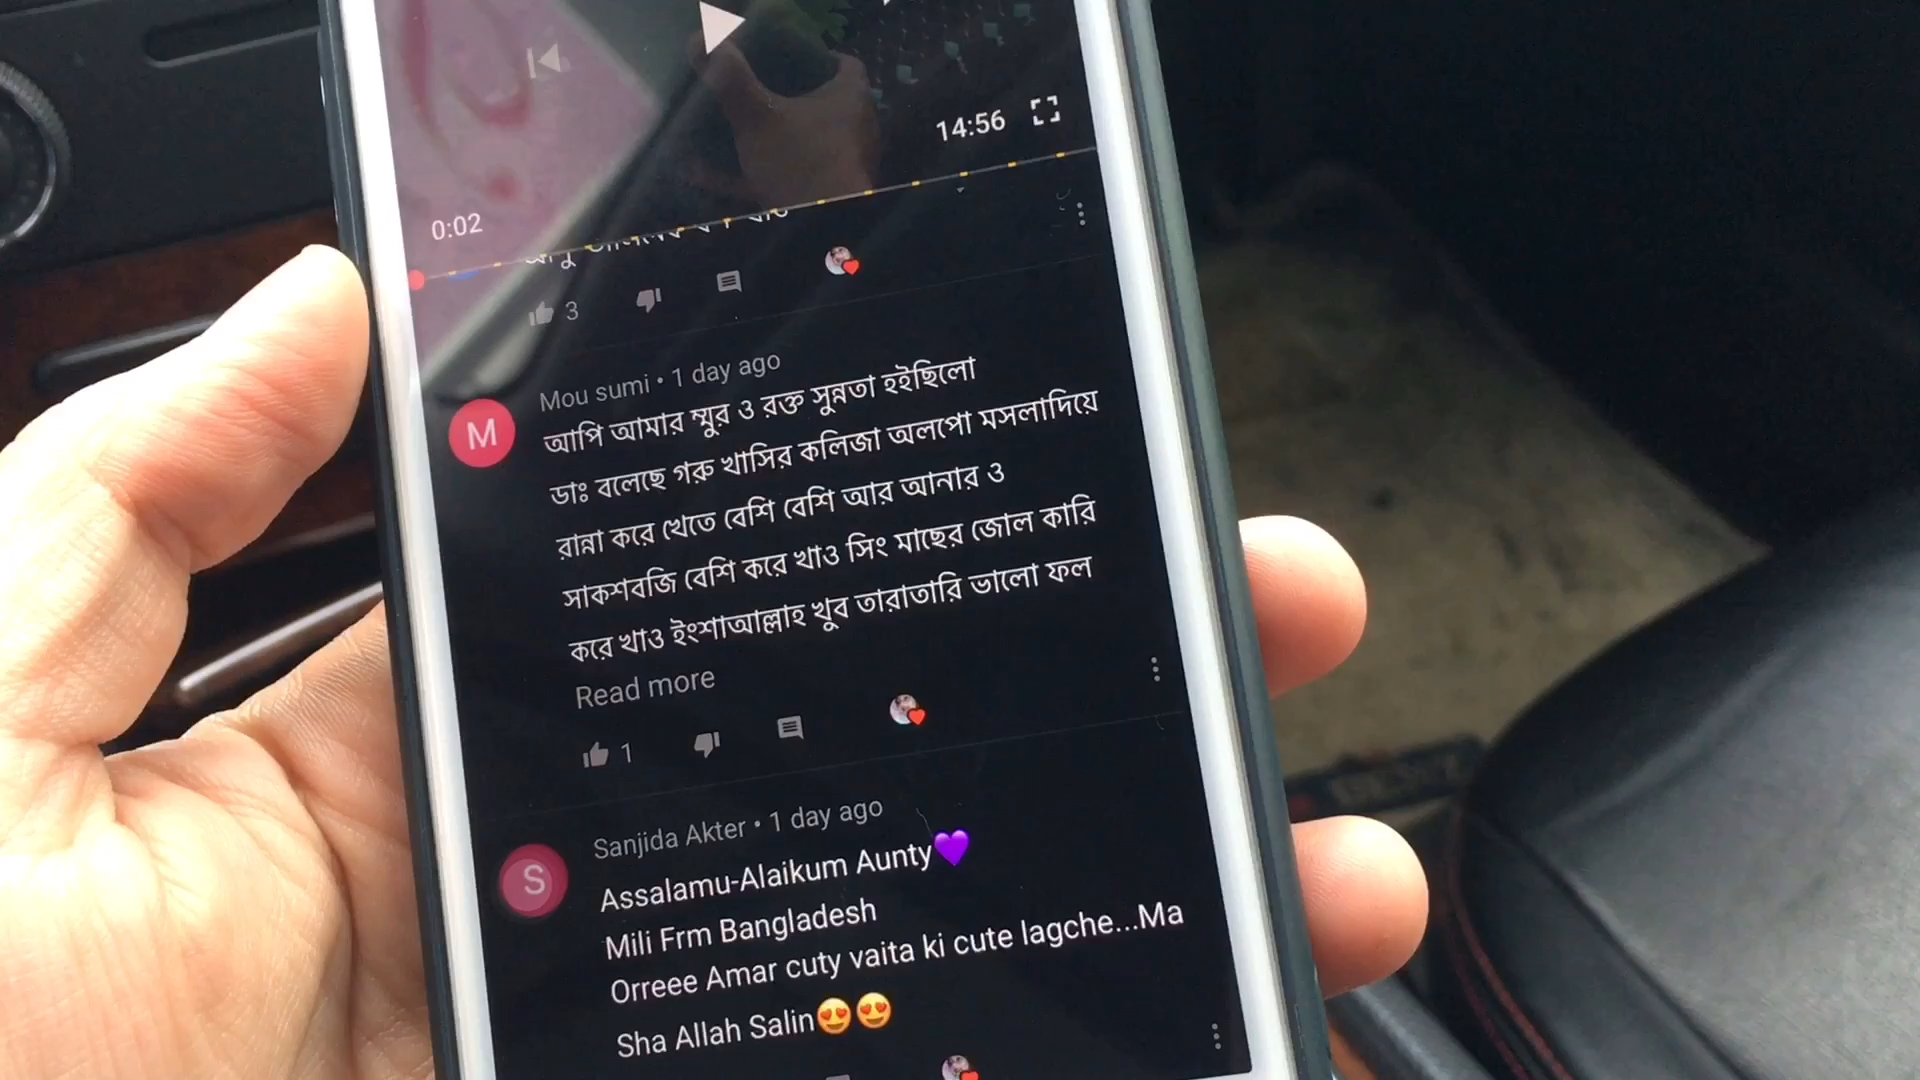 14:56
0:02
3
Mou sumi • 1 day ago
আপি আমার ষ্মুর ও রক্ত সুন্নতা হইছিলো
ডাঃ বলেছে গরু খাসির কলিজা অলপো মসলাদিয়ে
রান্না করে খেতে বেশি বেশি আর আনার ও
সাকশবজি বেশি করে খাও সিং মাছের জোল কারি
করে খাও ইংশাআল্লাহ খুব তারাতারি ভালো ফল
Read more
1
M
Sanjida Akter • 1 day ago
S
Assalamu-Alaikum Aunty💜
Mili Frm Bangladesh
Orreee Amar cuty vaita ki cute lagche...Ma
Sha Allah Salin😍😍